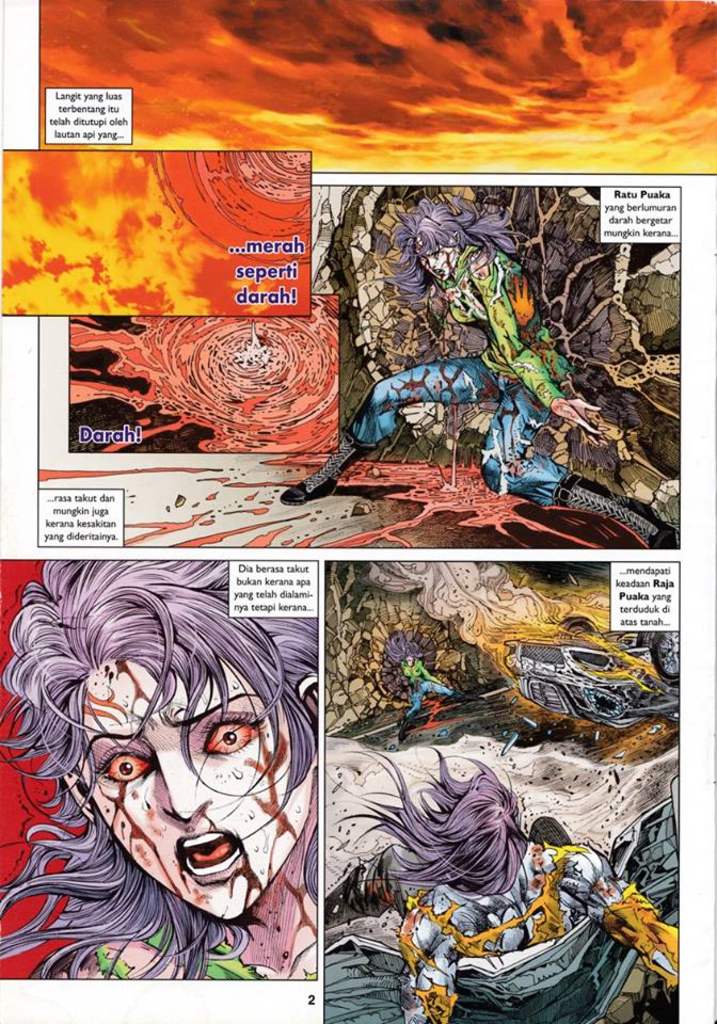 Langit yang luas
terbentang itu
telah ditutupi oleh
lautan api yang...
...merah
seperti
darah!
Ratu Puaka
yang berlumuran
darah bergetar
mungkin kerana...
Darah!
...rasa takut dan
mungkin juga
kerana kesakitan
yang dideritainya.
Dia berasa takut
bukan kerana apa
yang telah dialami-
nya tetapi kerana...
...mendapati
keadaan Raja
Puaka yang
terduduk di
atas tanah...
2